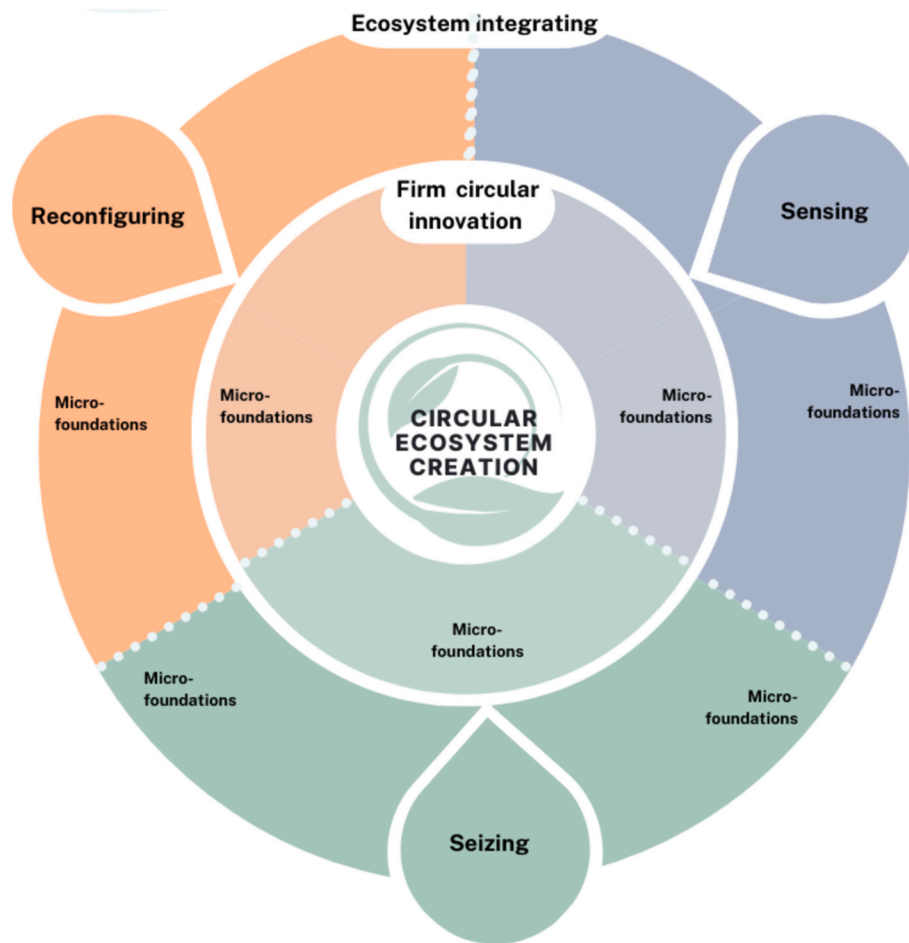 Ecosystem integrating
Firm circular
innovation
Reconfiguring
Sensing
Micro-
foundations
Micro-
foundations
Micro-
foundations
Micro-
foundations
CIRCULAR
ECOSYSTEM
CREATION
Micro-
foundations
Micro-
foundations
Micro-
foundations
Seizing